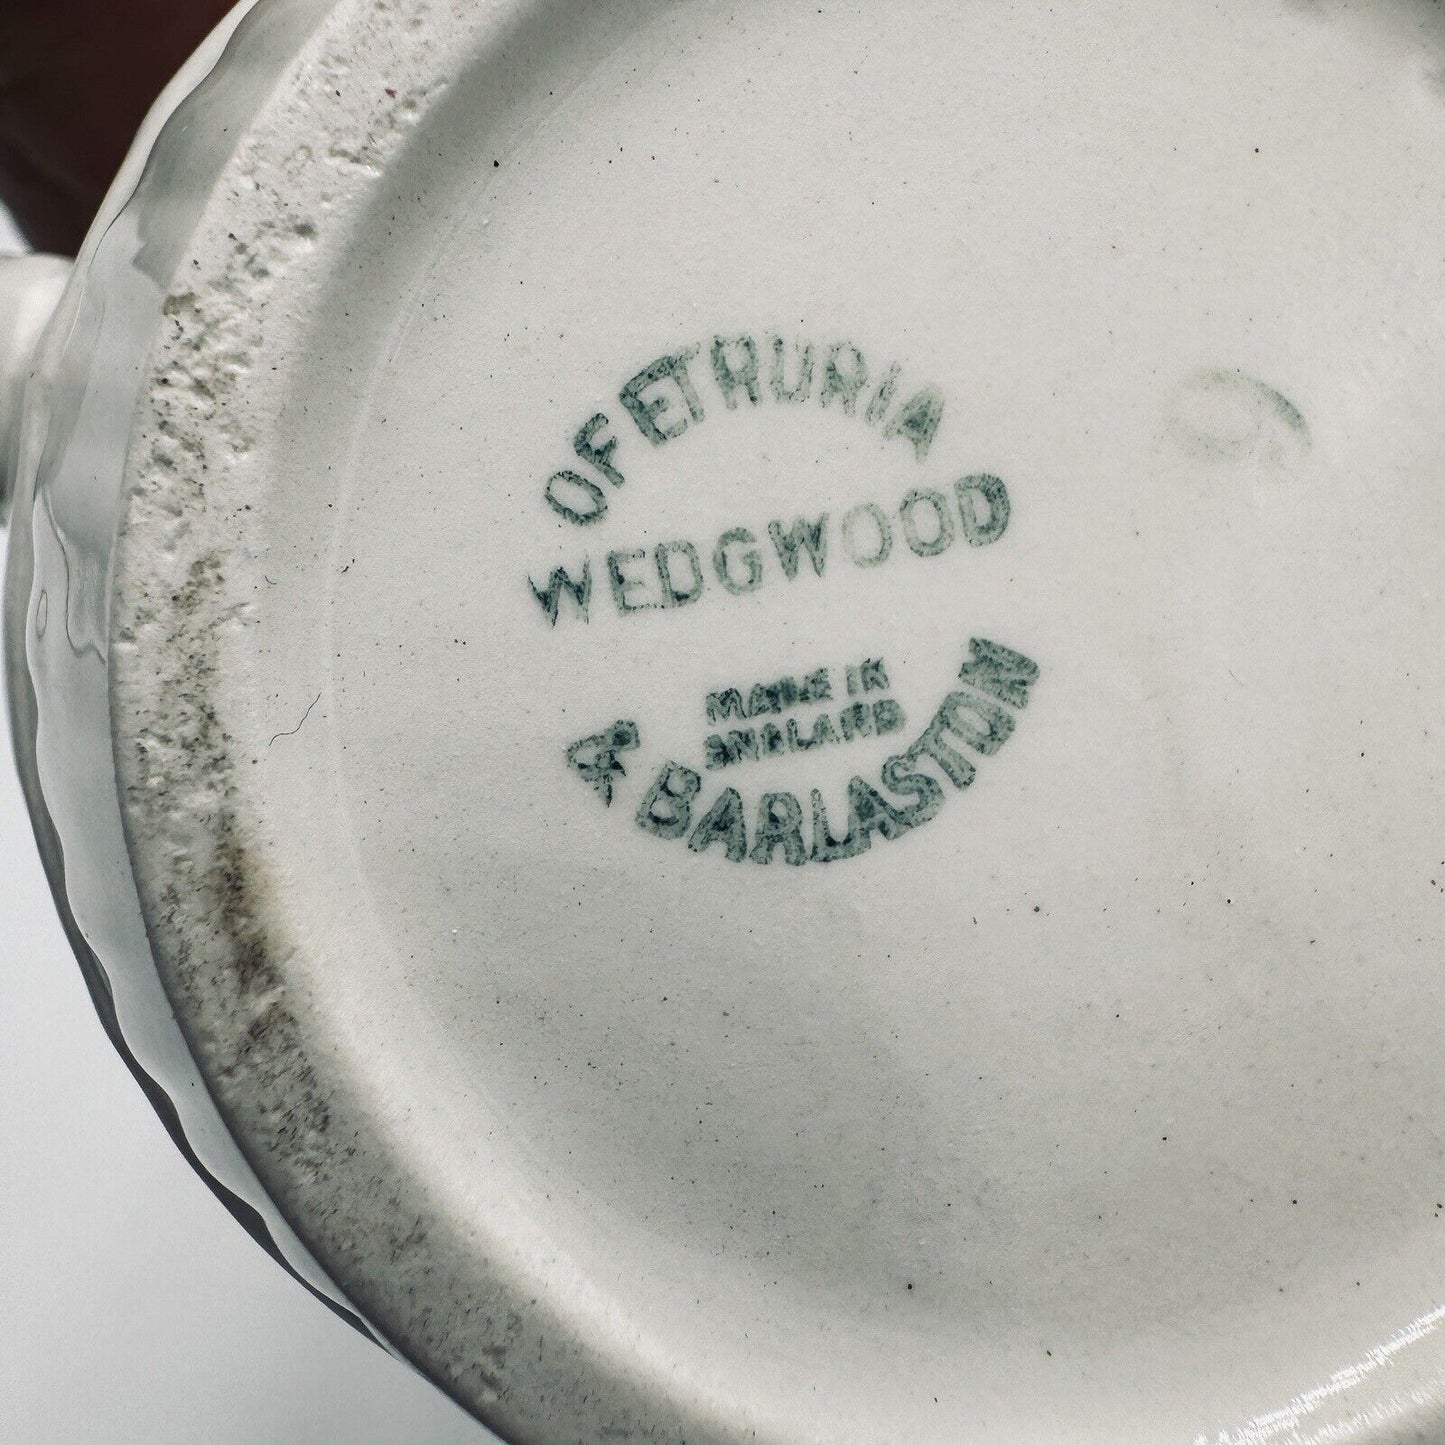 OF ETRURIA
WEDGWOOD
MADE IN
ENGLAND
& BARLASTON